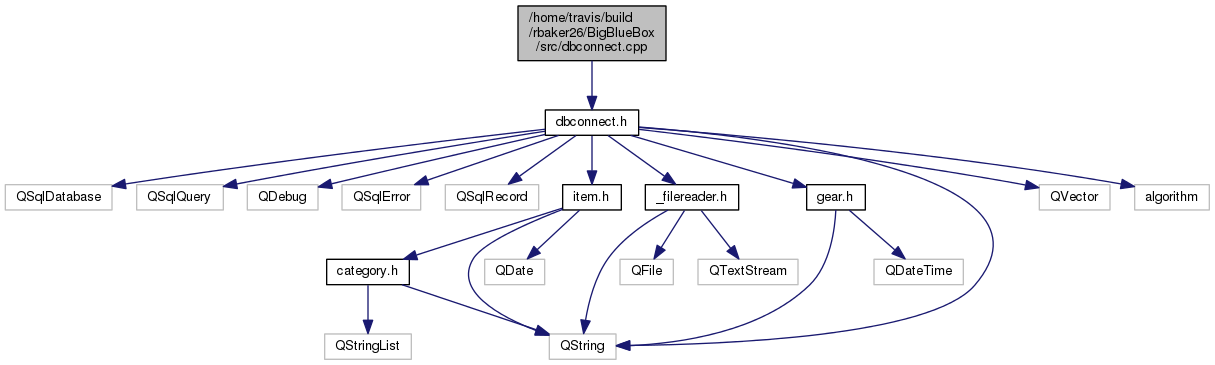 /home/travis/build
/rbaker26/BigBlueBox
/src/dbconnect.cpp
dbconnect.h
QSqlDatabase
QSqlQuery
QDebug
QSqlError
QSqlRecord
item.h
_filereader.h
gear.h
QVector
algorithm
category.h
QDate
QFile
QTextStream
QDateTime
QStringList
QString